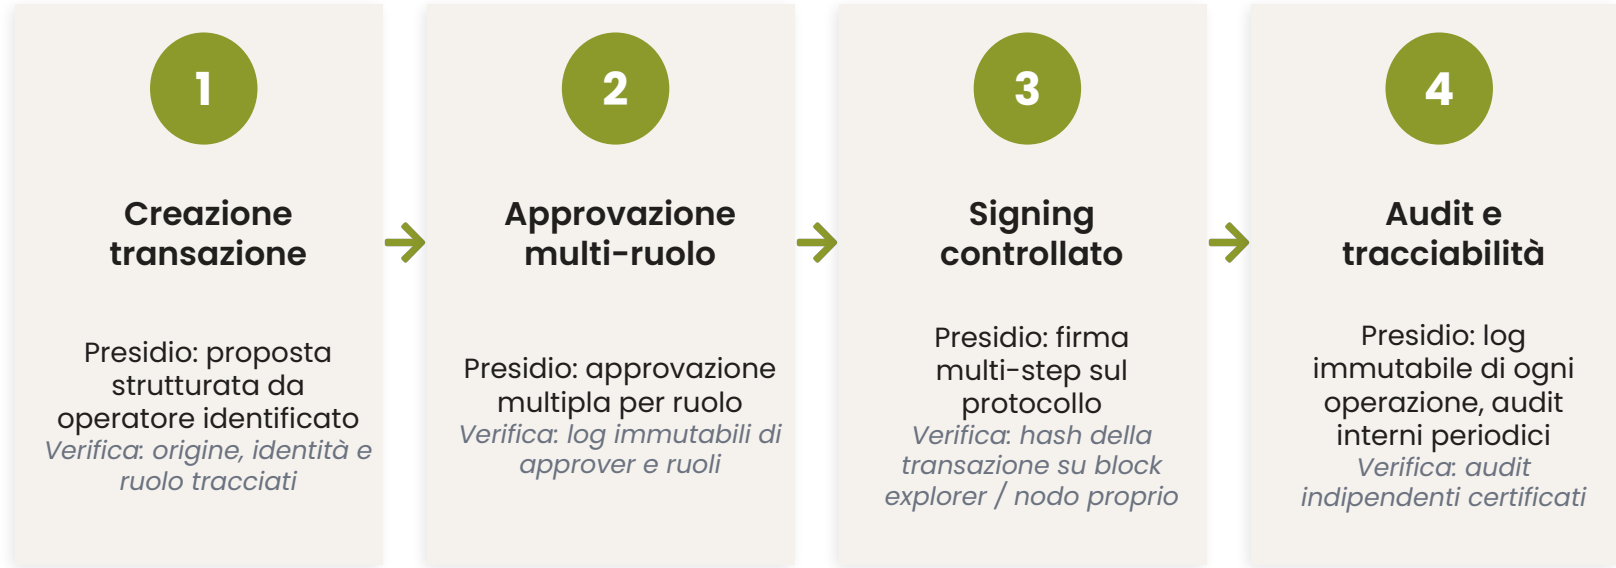 1
Creazione
transazione
Presidio: proposta
strutturata da
operatore identificato
Verifica: origine, identità e
ruolo tracciati
2
Approvazione
multi-ruolo
Presidio: approvazione
multipla per ruolo
Verifica: log immutabili di
approver e ruoli
3
Signing
controllato
Presidio: firma
multi-step sul
protocollo
Verifica: hash della
transazione su block
explorer / nodo proprio
4
Audit e
tracciabilità
Presidio: log
immutabile di ogni
operazione, audit
interni periodici
Verifica: audit
indipendenti certificati